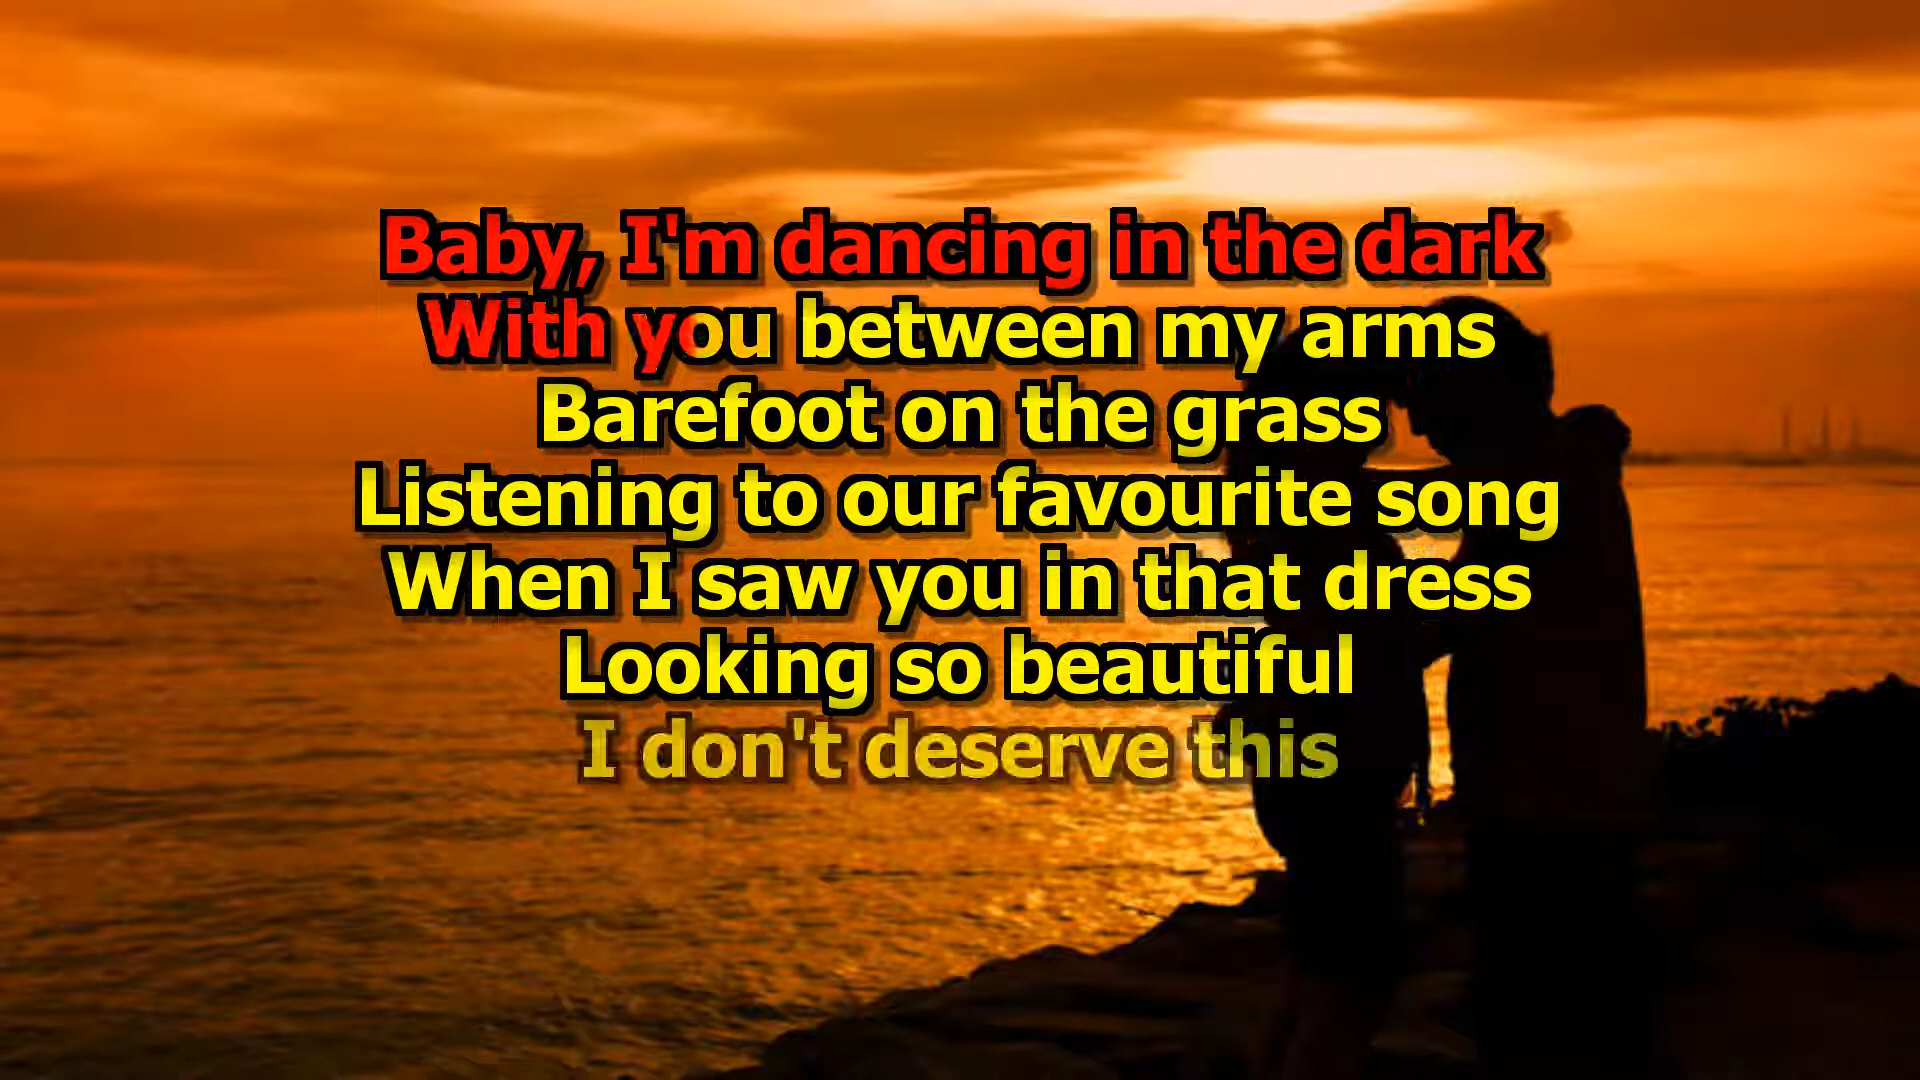 Baby, I'm dancing in the dark
With you between my arms
Barefoot on the grass
Listening to our favourite song
When I saw you in that dress
Looking so beautiful
I don't deserve this